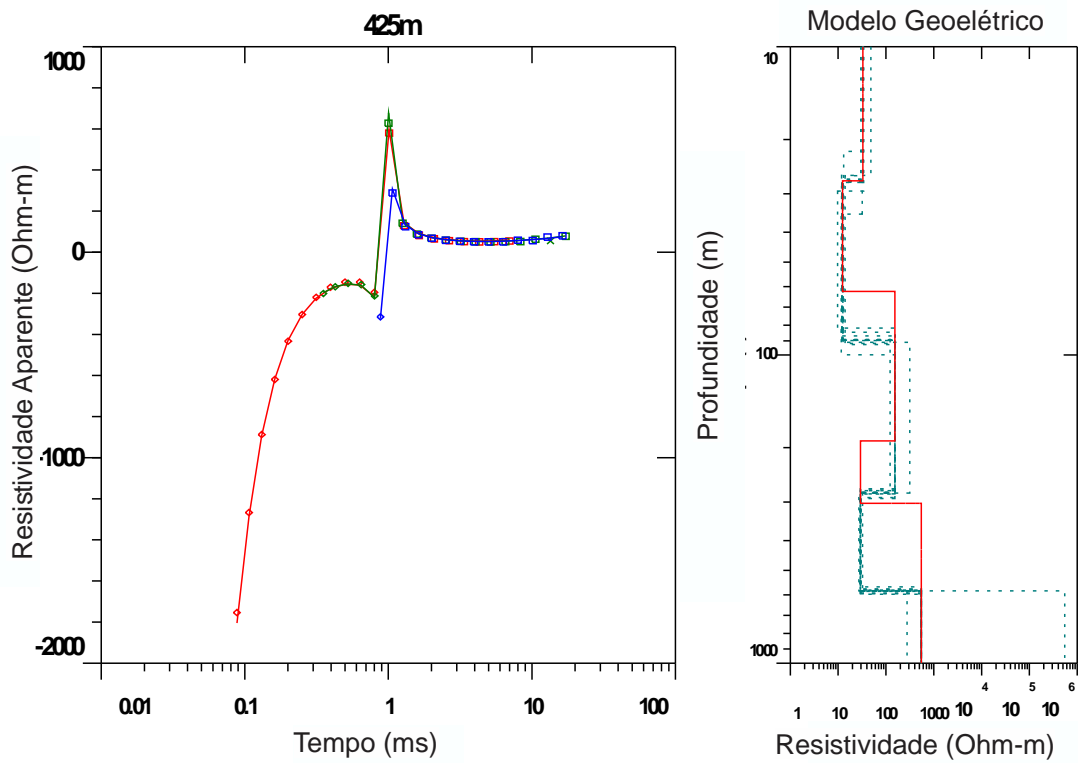 425m
Modelo Geoelétrico
1000
0
-1000
-2000
Resistividade Aparente (Ohm-m)
0.01 0.1 1 10 100
Tempo (ms)
10
100
1000
Profundidade (m)
4 5 6
1 10 100 1000 10 10 10
Resistividade (Ohm-m)